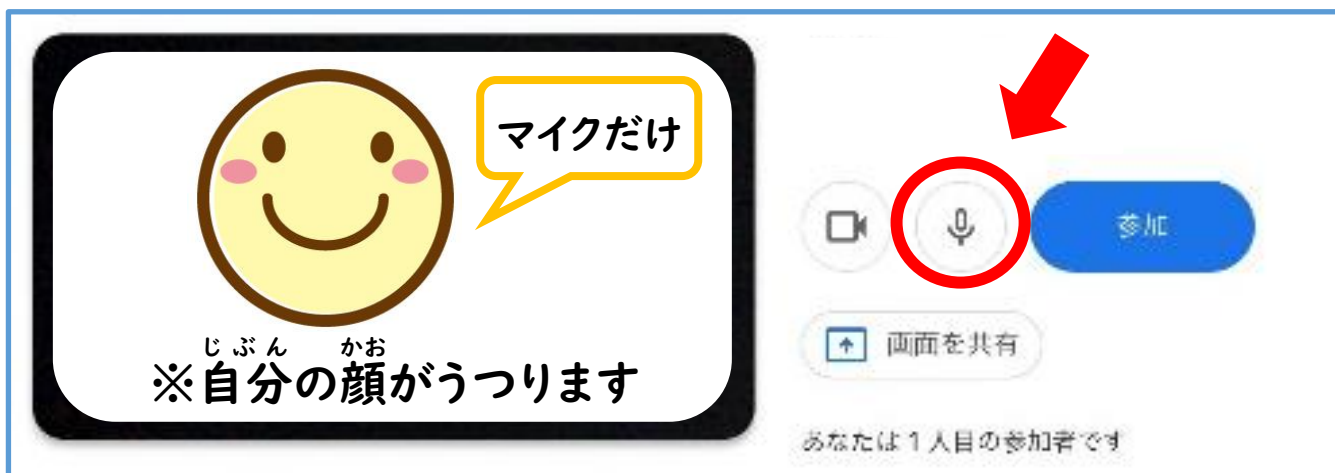 マイクだけ
じぶん かお
※自分の顔がうつります
参加
画面を共有
あなたは1人目の参加者です